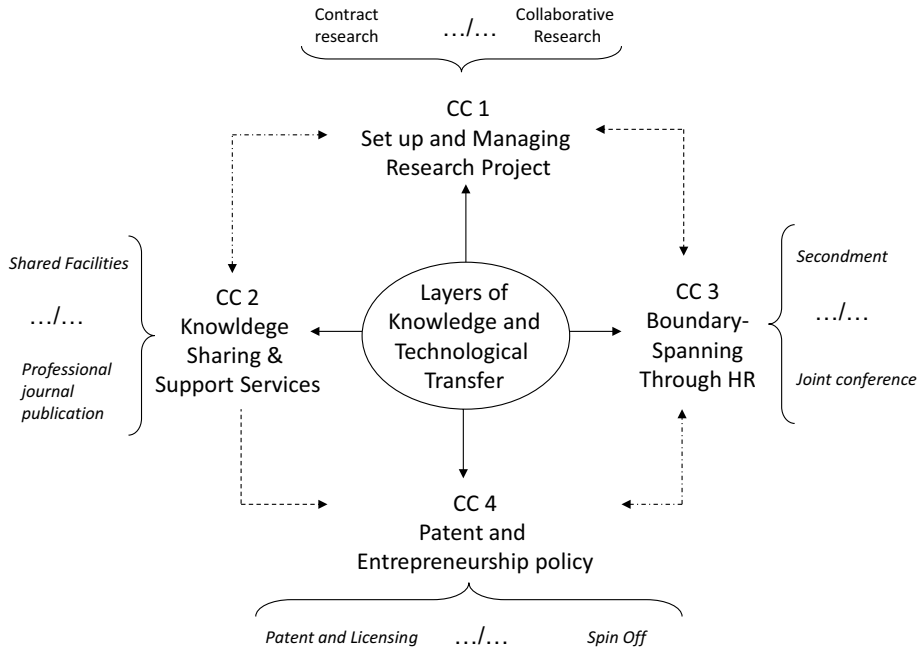 Contract
research
…/…
Collaborative
Research
CC 1
Set up and Managing
Research Project
Shared Facilities
…/…
Professional
journal
publication
CC 2
Knowldege
Sharing &
Support Services
Layers of
Knowledge and
Technological
Transfer
CC 3
Boundary-
Spanning
Through HR
Secondment
…/…
Joint conference
CC 4
Patent and
Entrepreneurship policy
Patent and Licensing
…/…
Spin Off